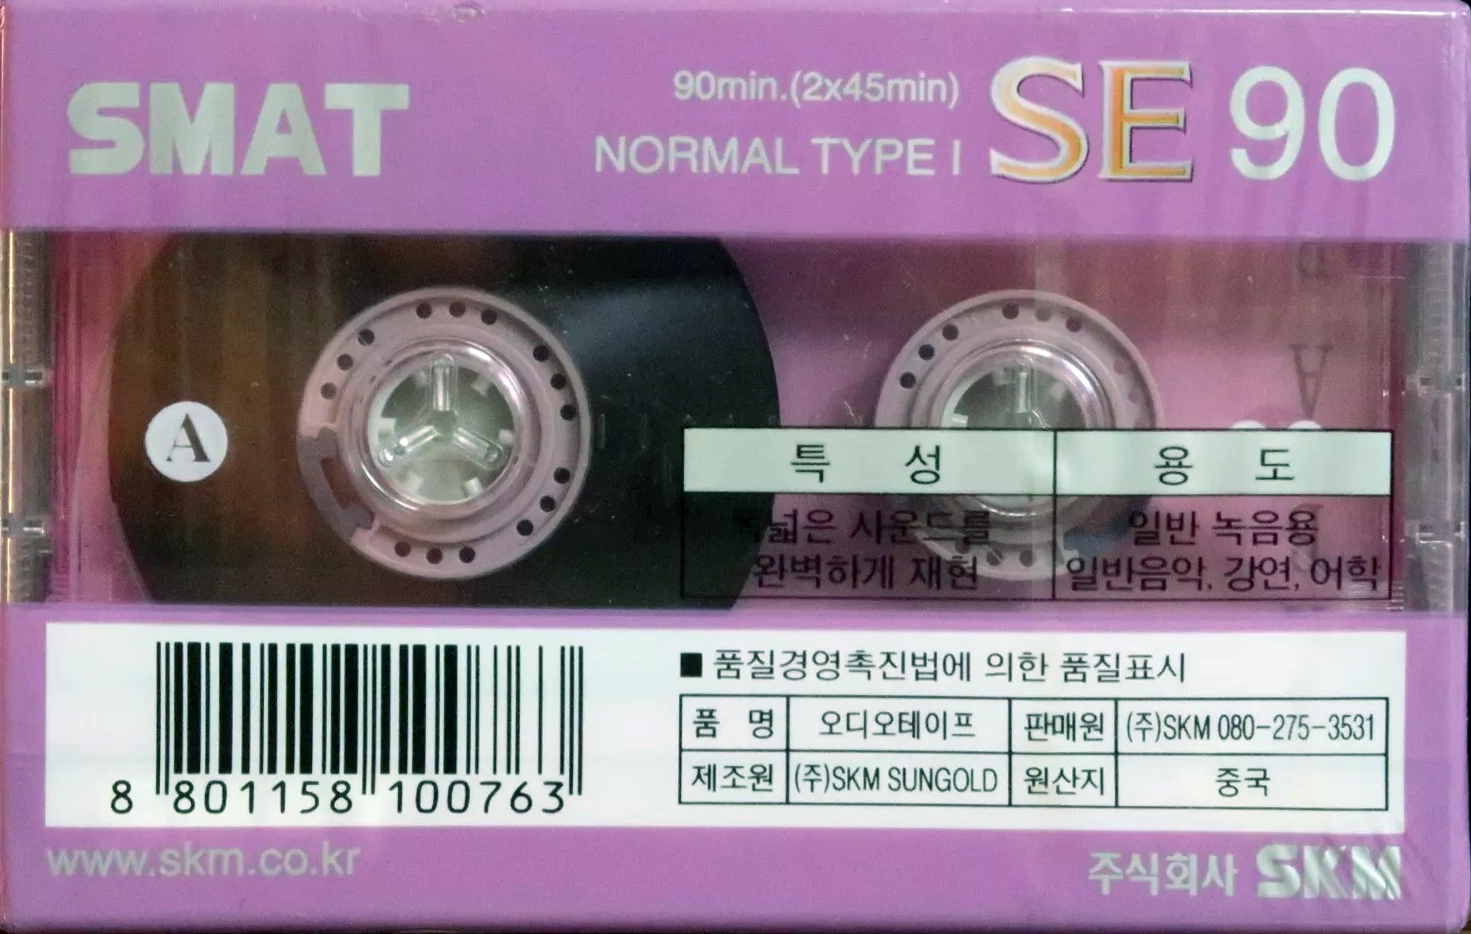 SMAT
90min.(2x45min)
NORMAL TYPE I
SE 90
A
특 성
용 도
넓은 사운드를
완벽하게 재현
일반 녹음용
일반음악, 강연, 어학
8 801158 100763
■ 품질경영촉진법에 의한 품질표시
품 명 오디오테이프 판매원 (주)SKM 080-275-3531
제조원 (주)SKM SUNGOLD 원산지 중국
www.skm.co.kr
주식회사 SKM